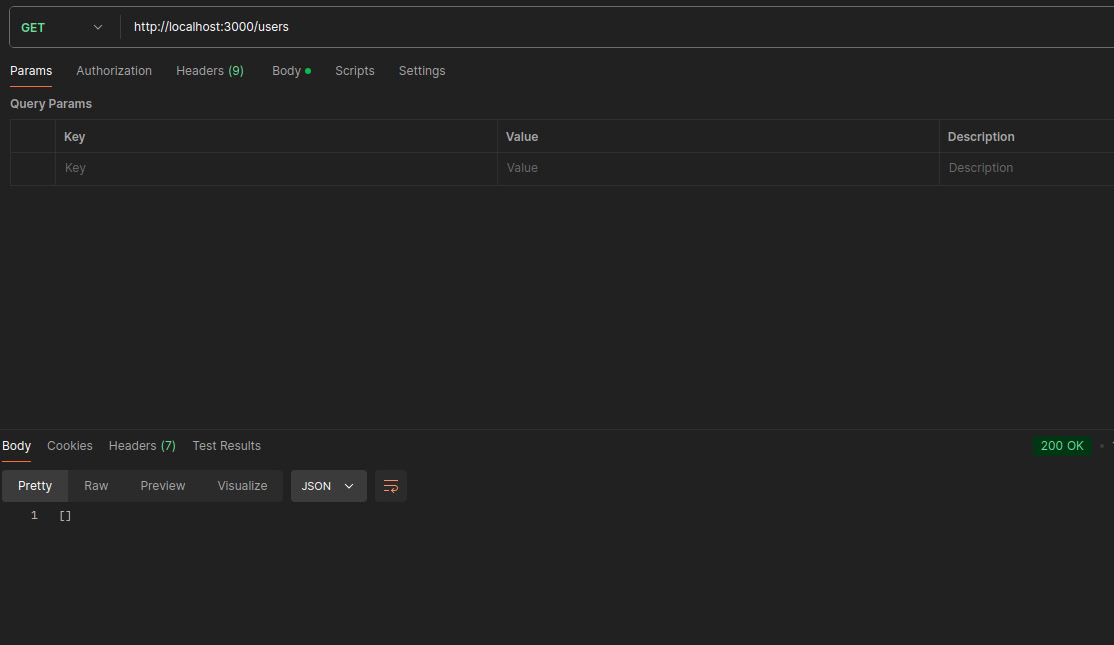 GET http://localhost:3000/users
Params Authorization Headers (9) Body Scripts Settings
Query Params
Key Value Description
Key Value Description
Body Cookies Headers (7) Test Results 200 OK
Pretty Raw Preview Visualize JSON
1 []